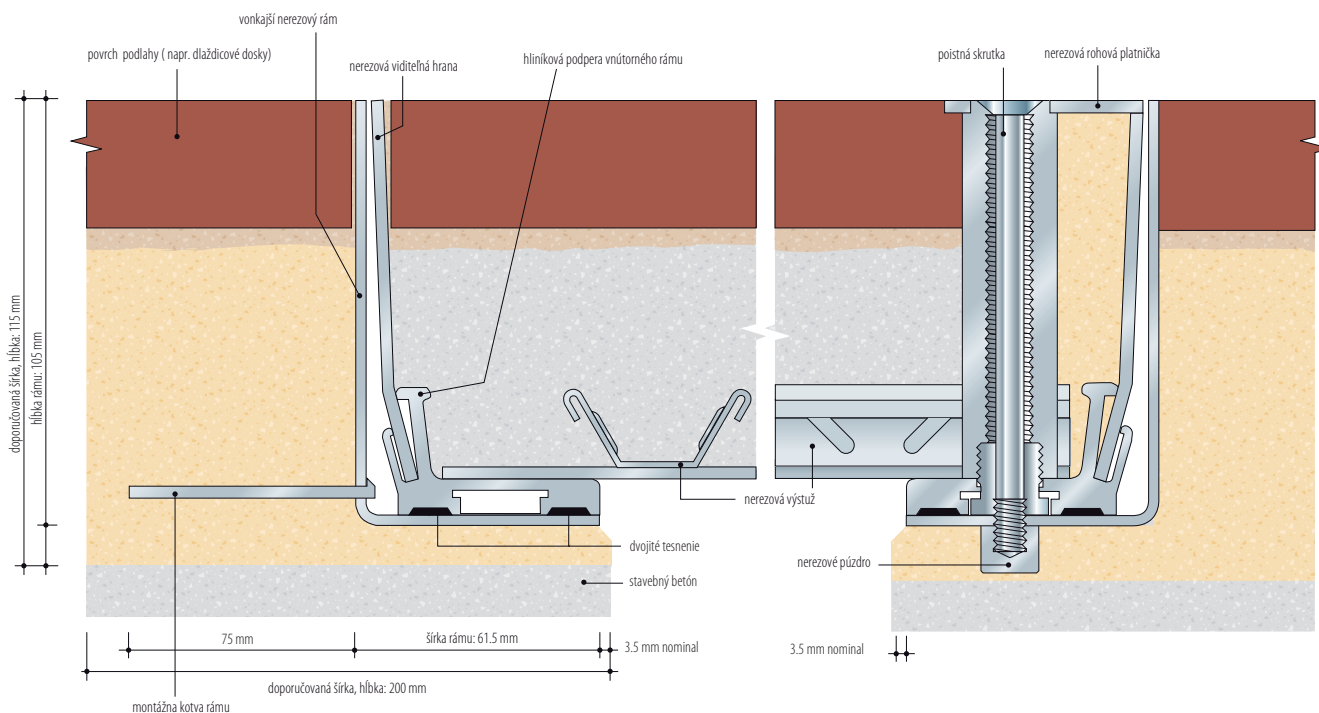 vonkajší nerezový rám
povrch podlahy ( napr. dlaždicové dosky)
nerezová viditeľná hrana
hliníková podpera vnútorného rámu
poistná skrutka
nerezová rohová platnička
doporučovaná šírka, hĺbka: 115 mm
hĺbka rámu: 105 mm
nerezová výstuž
dvojité tesnenie
nerezové púzdro
stavebný betón
75 mm
šírka rámu: 61.5 mm
3.5 mm nominal
3.5 mm nominal
doporučovaná šírka, hĺbka: 200 mm
montážna kotva rámu